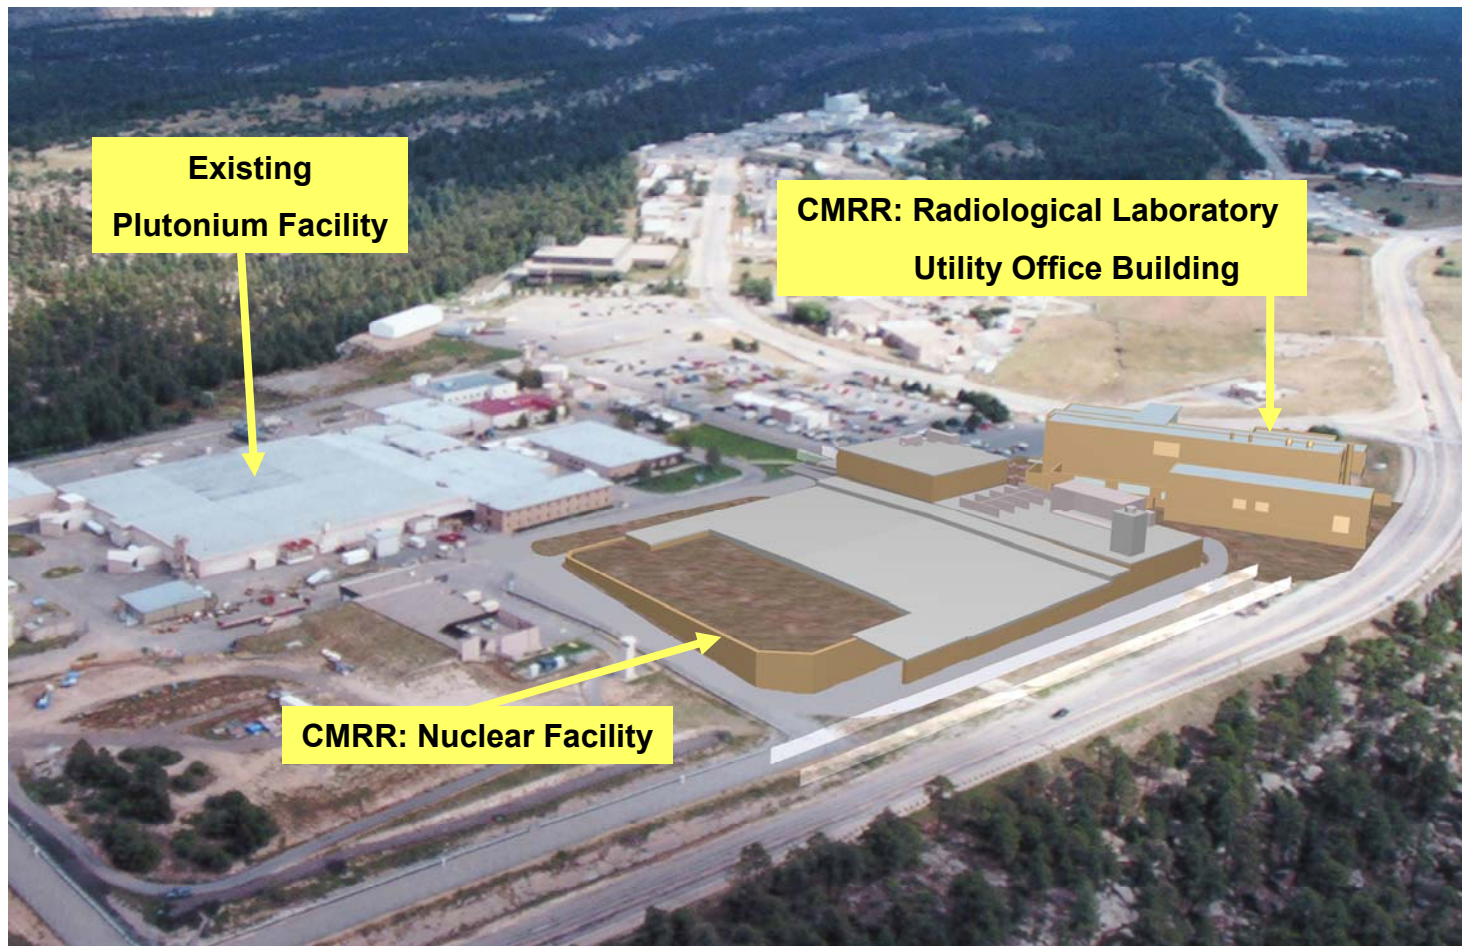 Existing
Plutonium Facility
CMRR: Radiological Laboratory
Utility Office Building
CMRR: Nuclear Facility